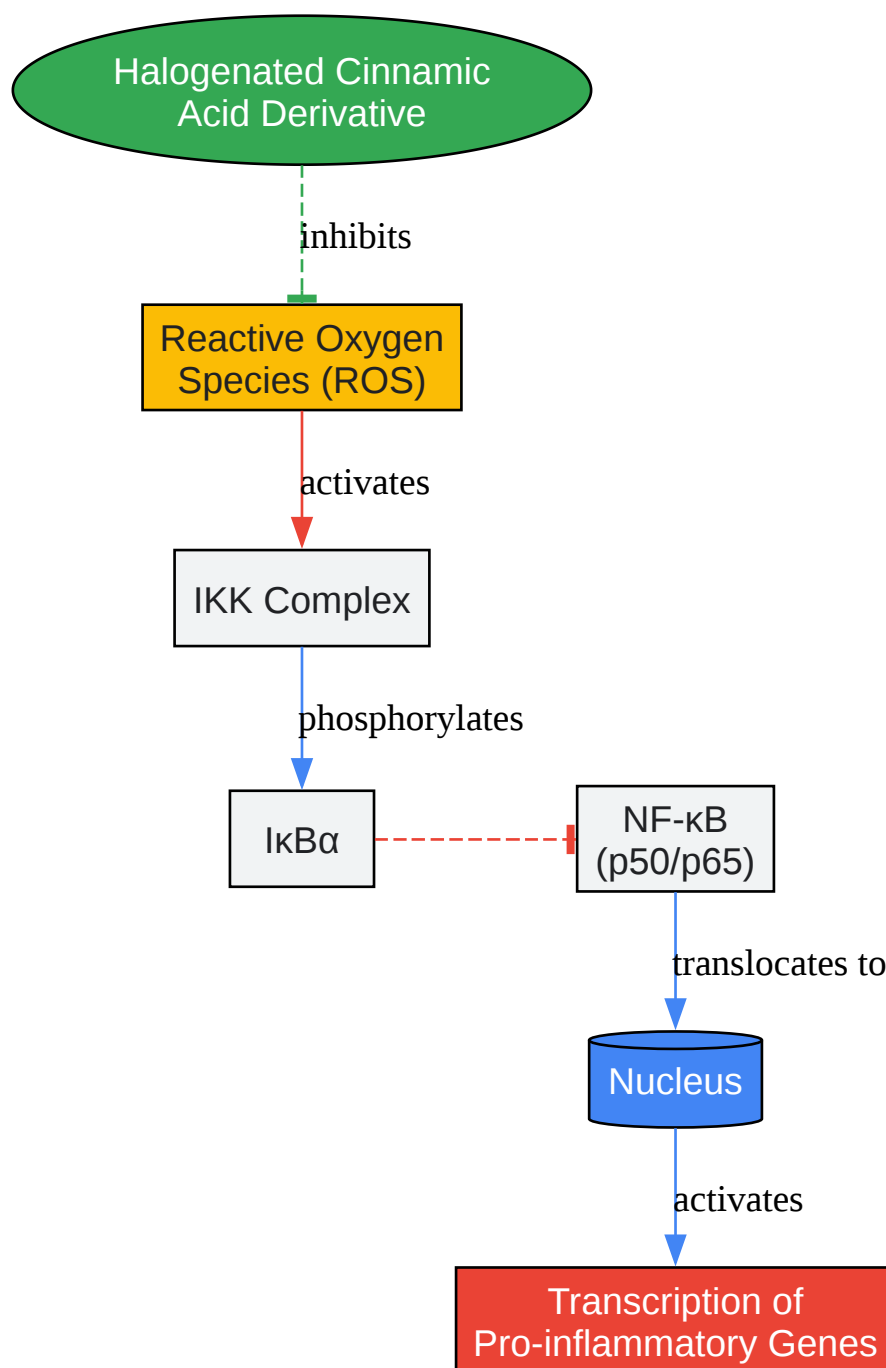 Halogenated Cinnamic
Acid Derivative
inhibits
Reactive Oxygen
Species (ROS)
activates
IKK Complex
phosphorylates
IκBα
NF-κB
(p50/p65)
translocates to
Nucleus
activates
Transcription of
Pro-inflammatory Genes